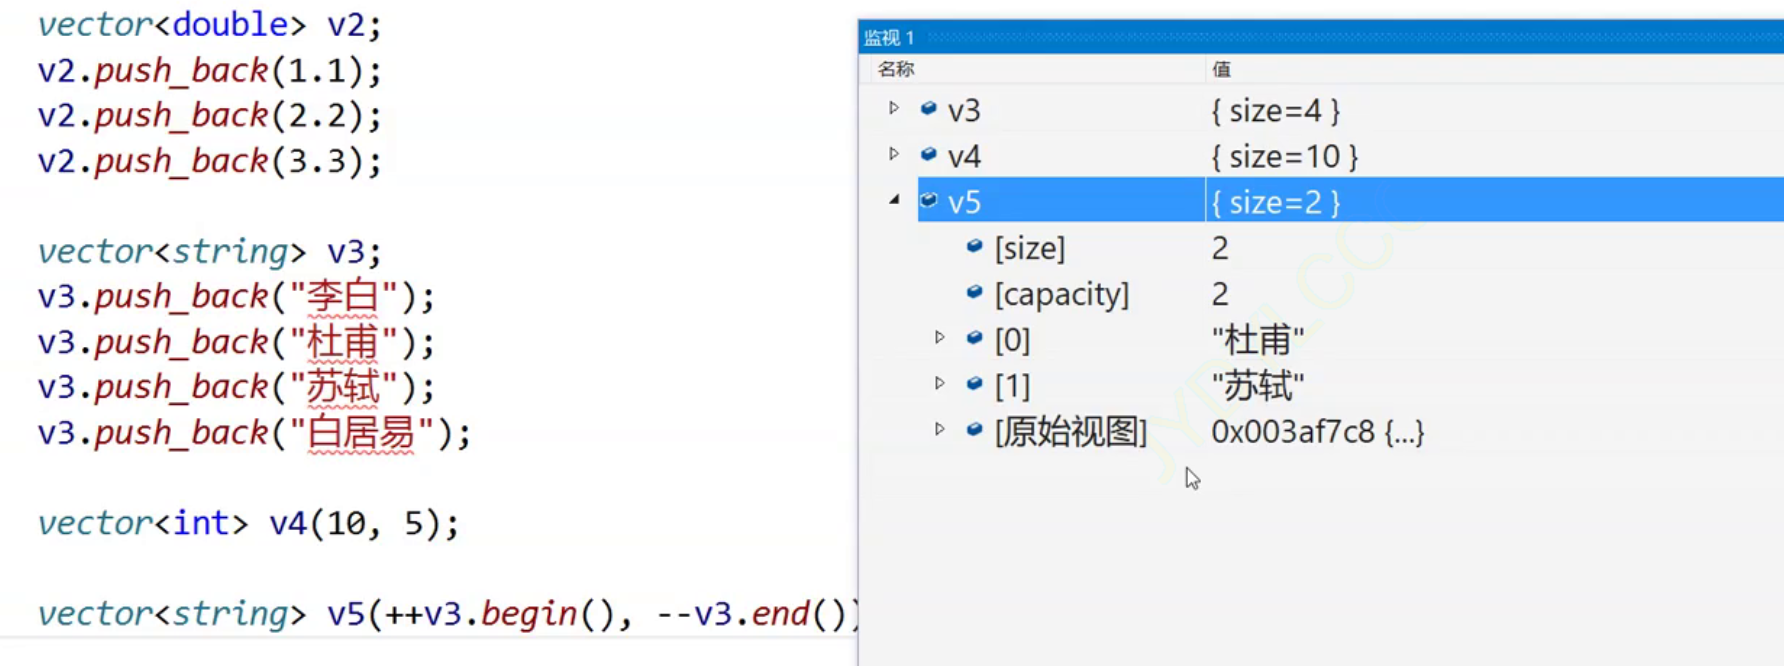 vector<double> v2;
v2.push_back(1.1);
v2.push_back(2.2);
v2.push_back(3.3);
vector<string> v3;
v3.push_back("李白");
v3.push_back("杜甫");
v3.push_back("苏轼");
v3.push_back("白居易");
vector<int> v4(10, 5);
vector<string> v5(++v3.begin(), --v3.end())
监视 1
名称 值
v3 { size=4 }
v4 { size=10 }
v5 { size=2 }
[size] 2
[capacity] 2
[0] "杜甫"
[1] "苏轼"
[原始视图] 0x003af7c8 {...}